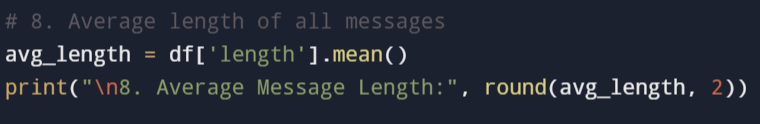 # 8. Average length of all messages
avg_length = df['length'].mean()
print("\n8. Average Message Length:", round(avg_length, 2))